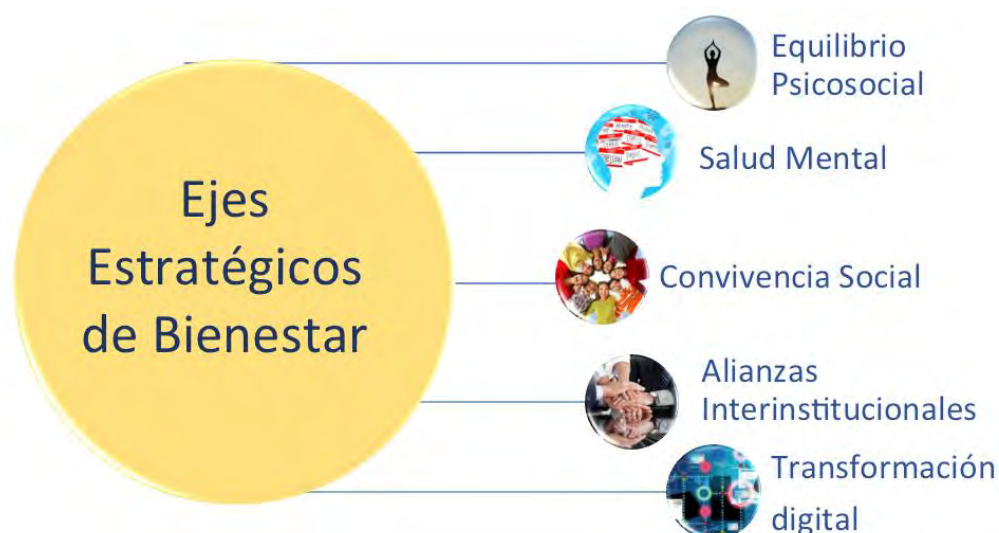 Ejes
Estratégicos
de Bienestar
Equilibrio
Psicosocial
Salud Mental
Convivencia Social
Alianzas
Interinstitucionales
Transformación
digital